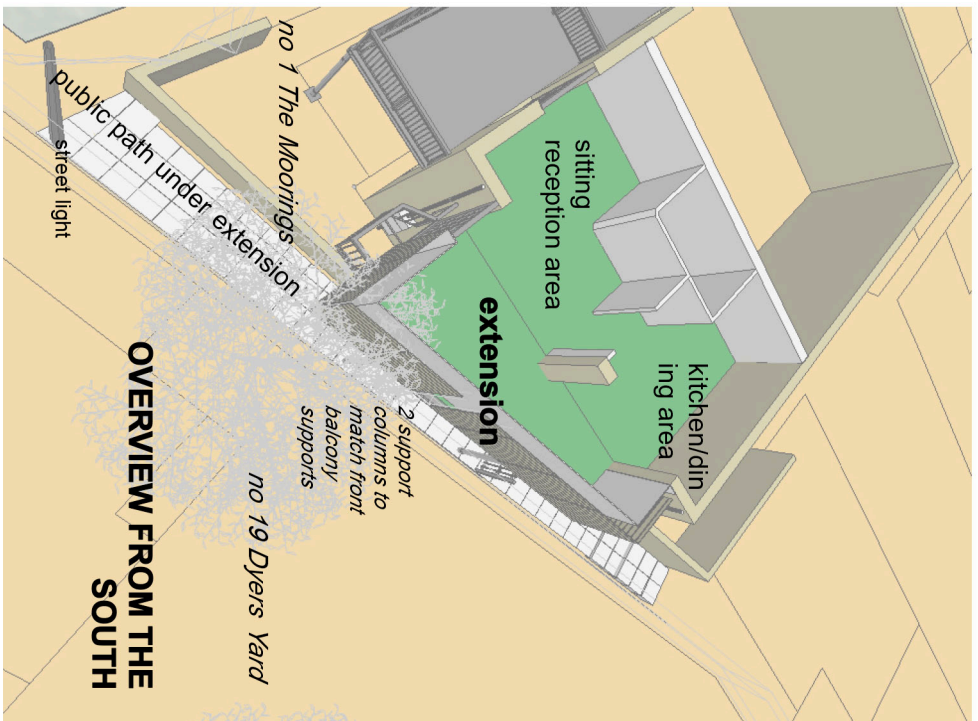 sitting
reception area
kitchen/din
ing area
extension
no 1 The Moorings
public path under extension
street light
2 support
columns to
match front
balcony
supports
no 19 Dyers Yard
OVERVIEW FROM THE
SOUTH